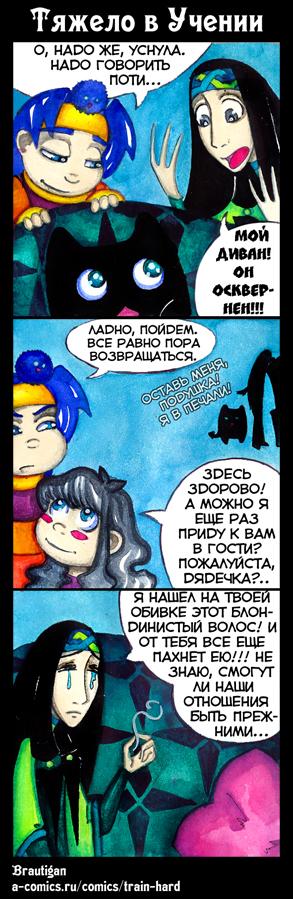 Тяжело в Учении
О, НАДО ЖЕ, УСНУЛА.
НАДО ГОВОРИТЬ
ПОТИ...
МОЙ
ДИВАН!
ОН
ОСКВЕР-
НЕН!!!
ЛАДНО, ПОЙДЕМ.
ВСЕ РАВНО ПОРА
ВОЗВРАЩАТЬСЯ.
ОСТАВЬ МЕНЯ,
ПОДУШКА!
Я В ПЕЧАЛИ!
ЗДЕСЬ
ЗДОРОВО!
А МОЖНО Я
ЕЩЕ РАЗ
ПРИДУ К ВАМ
В ГОСТИ?
ПОЖАЛУЙСТА,
ДЯДЕЧКА?..
Я НАШЕЛ НА ТВОЕЙ
ОБИВКЕ ЭТОТ БЛОН-
ДИНИСТЫЙ ВОЛОС! И
ОТ ТЕБЯ ВСЕ ЕЩЕ
ПАХНЕТ ЕЮ!!! НЕ
ЗНАЮ, СМОГУТ
ЛИ НАШИ
ОТНОШЕНИЯ
БЫТЬ ПРЕЖ-
НИМИ...
Brautigan
a-comics.ru/comics/train-hard